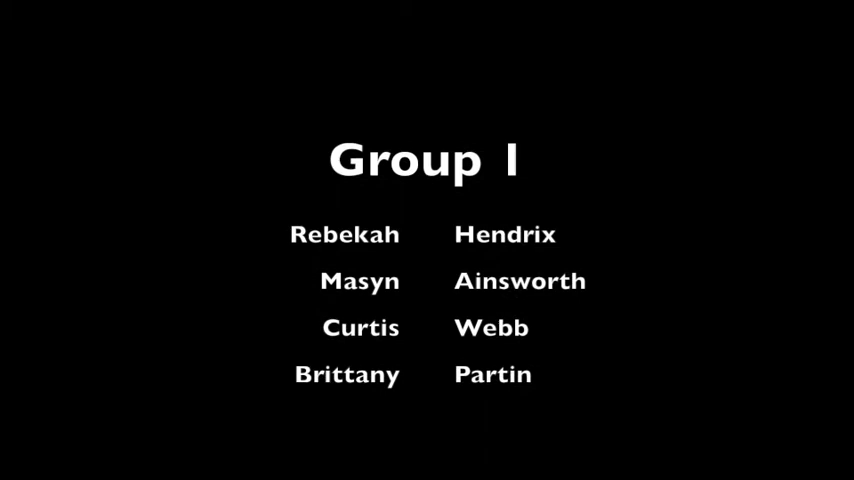 Group 1
Rebekah Hendrix
Masyn Ainsworth
Curtis Webb
Brittany Partin